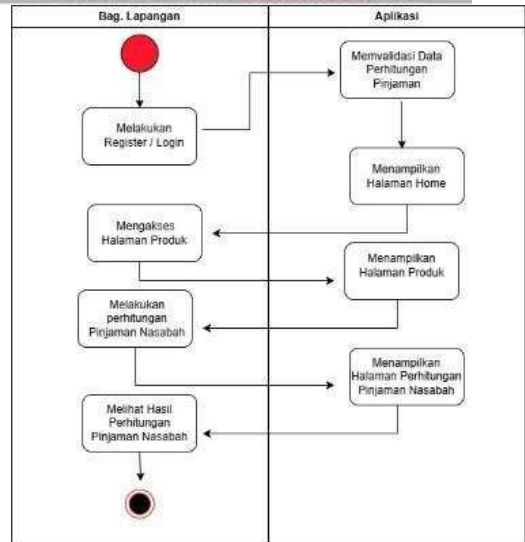 Bag. Lapangan
Aplikasi
Memvalidasi Data
Perhitungan
Pinjaman
Melakukan
Register / Login
Menampilkan
Halaman Home
Mengakses
Halaman Produk
Menampilkan
Halaman Produk
Melakukan
perhitungan
Pinjaman Nasabah
Menampilkan
Halaman Perhitungan
Pinjaman Nasabah
Melihat Hasil
Perhitungan
Pinjaman Nasabah